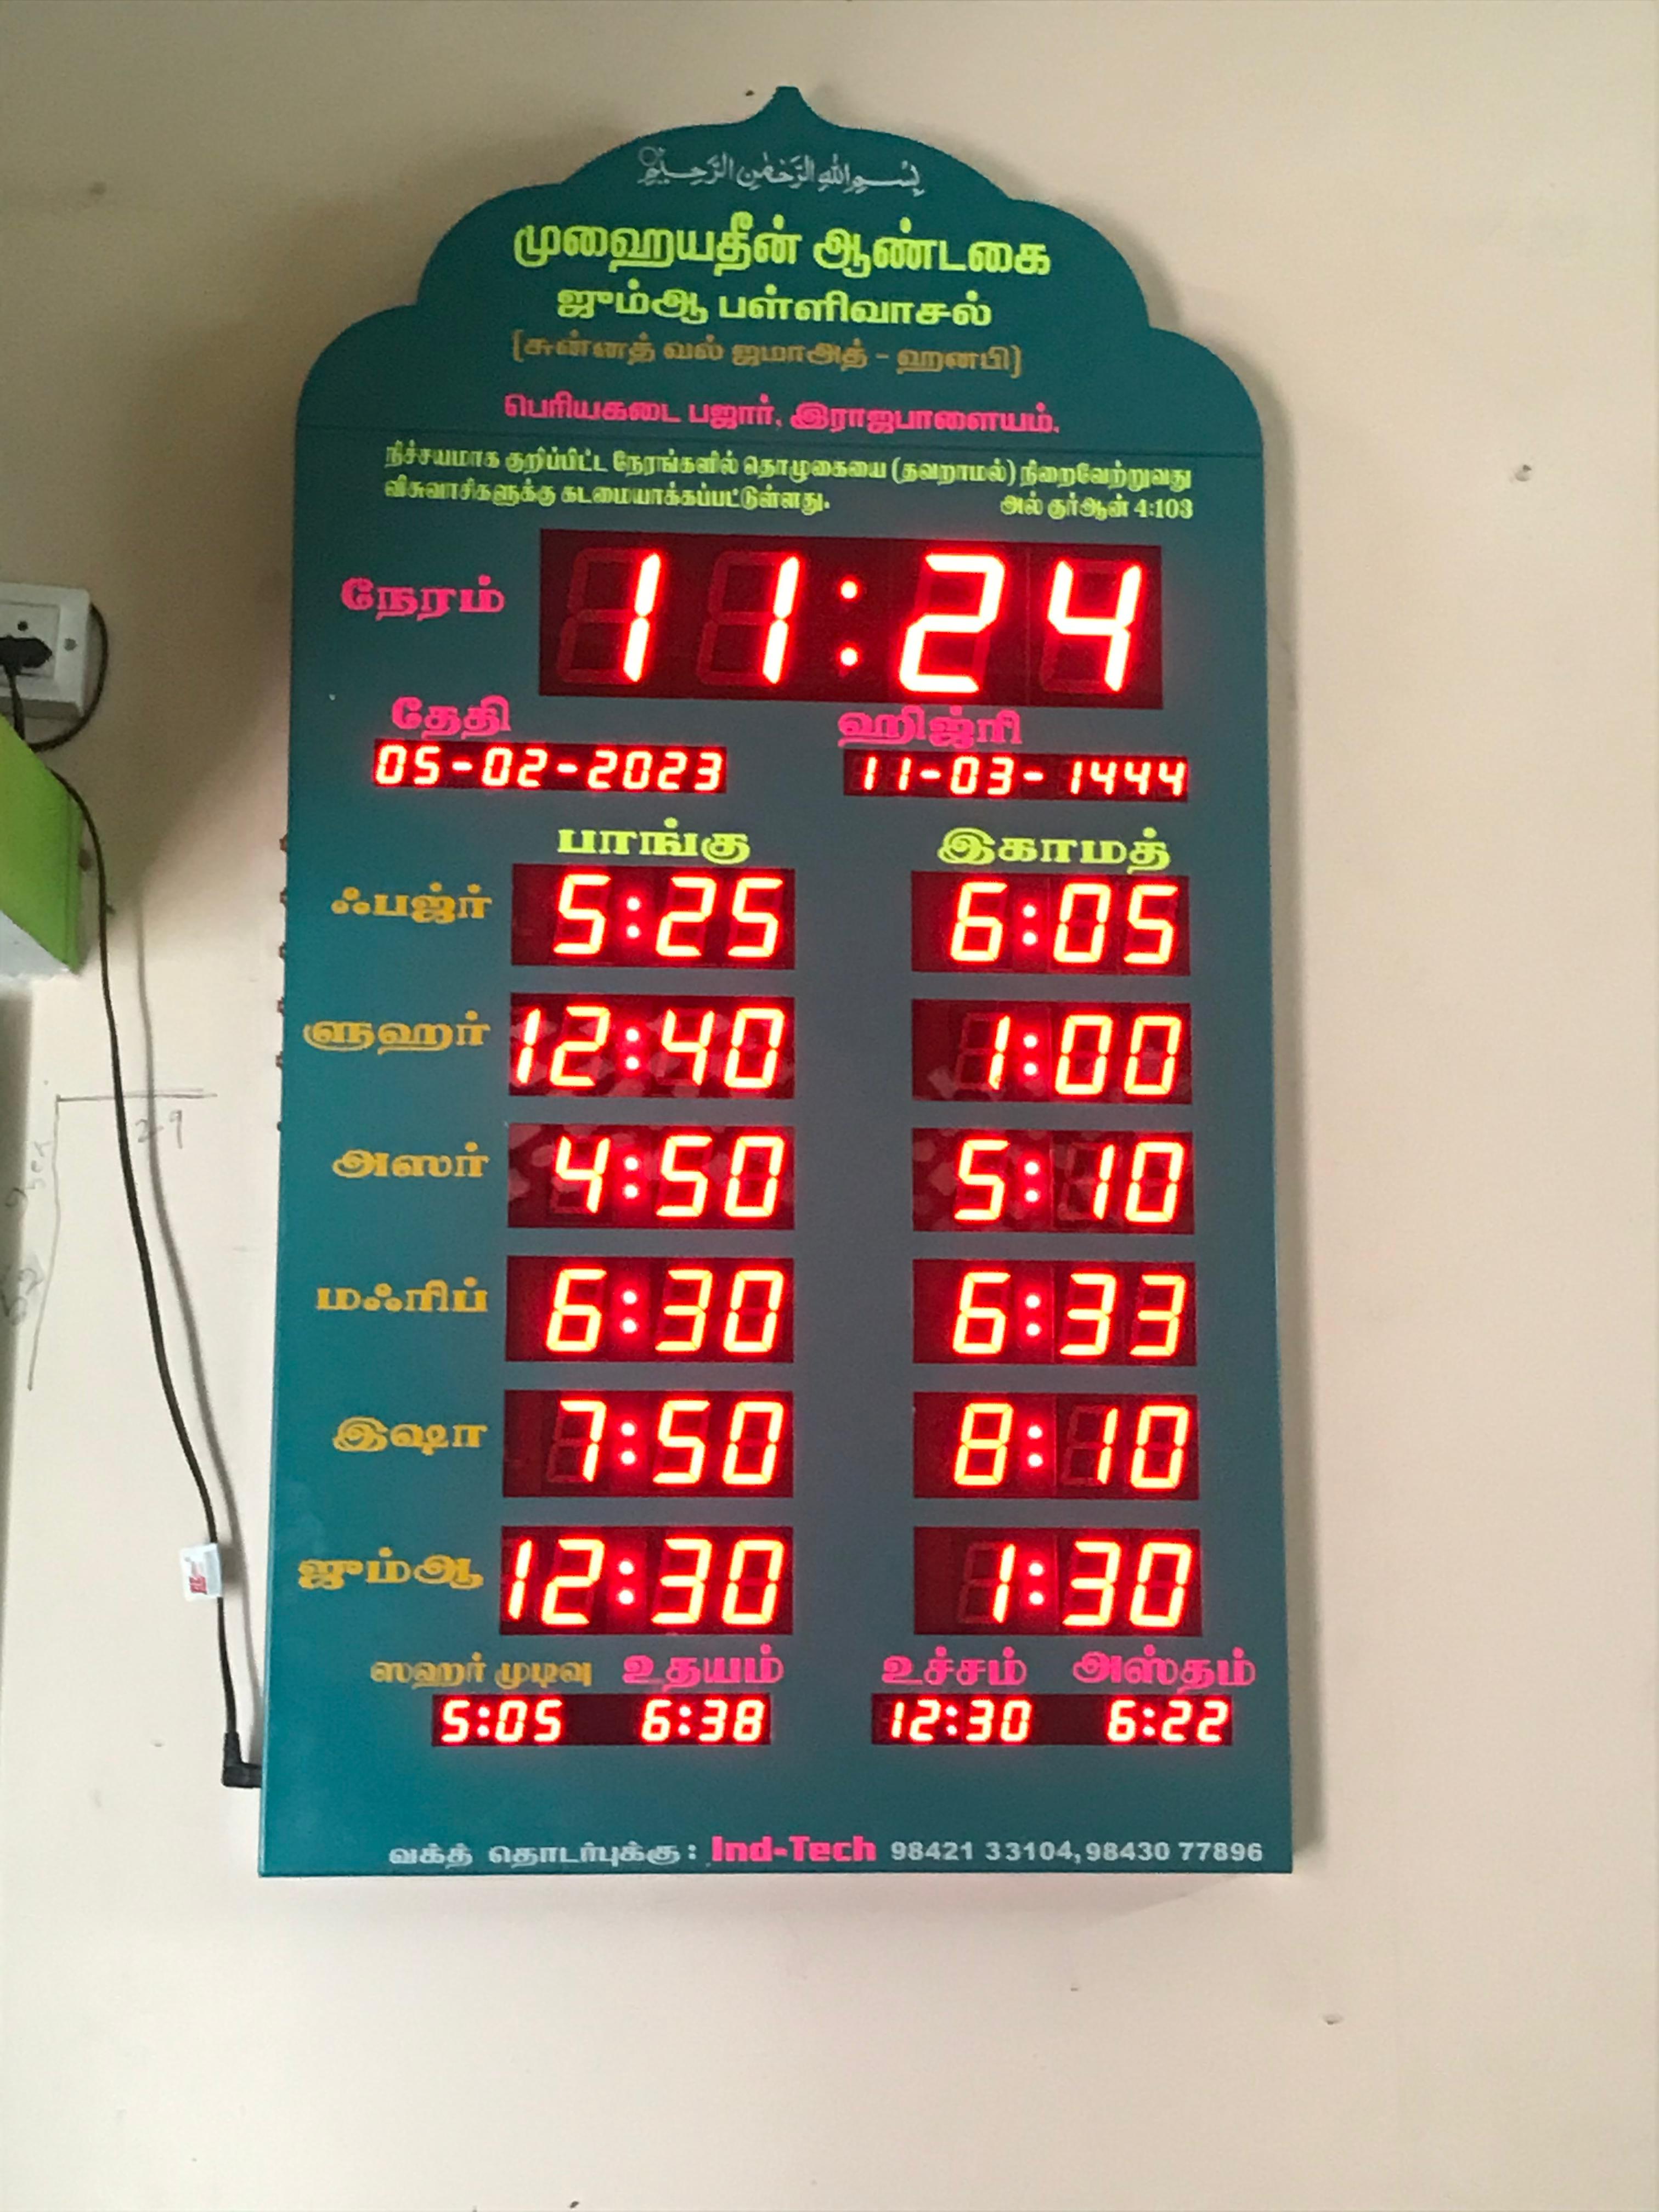 بسم الله الرحمن الرحيم
முஹையதீன் ஆண்டகை
ஜும்ஆ பள்ளிவாசல்
(சுன்னத் வல் ஜமாஅத் - ஹனபி)
பெரியகடை பஜார், இராஜபாளையம்.
நிச்சயமாக குறிப்பிட்ட நேரங்களில் தொழுகையை (தவறாமல்) நிறைவேற்றுவது
விசுவாசிகளுக்கு கடமையாக்கப்பட்டுள்ளது. அல் குர்ஆன் 4:103
நேரம் 11:24
தேதி ஹிஜ்ரி
05-02-2023 11-03-1444
பாங்கு இகாமத்
ஃபஜ்ர் 5:25 6:05
ளுஹர் 12:40 1:00
அஸர் 4:50 5:10
மஃரிப் 6:30 6:33
இஷா 7:50 8:10
ஜும்ஆ 12:30 1:30
ஸஹர் முடிவு உதயம் உச்சம் அஸ்தம்
5:05 6:38 12:30 6:22
வக்த் தொடர்புக்கு : Ind-Tech 98421 33104, 98430 77896